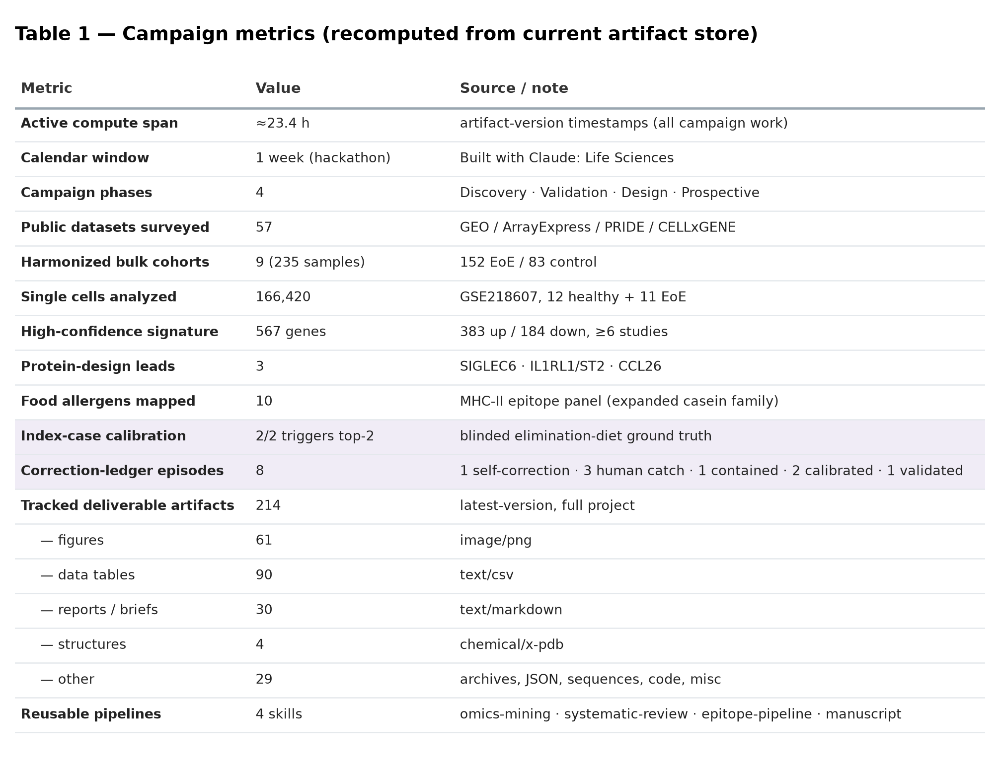 Table 1 — Campaign metrics (recomputed from current artifact store)
Metric Value Source / note
Active compute span ≈23.4 h artifact-version timestamps (all campaign work)
Calendar window 1 week (hackathon) Built with Claude: Life Sciences
Campaign phases 4 Discovery · Validation · Design · Prospective
Public datasets surveyed 57 GEO / ArrayExpress / PRIDE / CELLxGENE
Harmonized bulk cohorts 9 (235 samples) 152 EoE / 83 control
Single cells analyzed 166,420 GSE218607, 12 healthy + 11 EoE
High-confidence signature 567 genes 383 up / 184 down, ≥6 studies
Protein-design leads 3 SIGLEC6 · IL1RL1/ST2 · CCL26
Food allergens mapped 10 MHC-II epitope panel (expanded casein family)
Index-case calibration 2/2 triggers top-2 blinded elimination-diet ground truth
Correction-ledger episodes 8 1 self-correction · 3 human catch · 1 contained · 2 calibrated · 1 validated
Tracked deliverable artifacts 214 latest-version, full project
— figures 61 image/png
— data tables 90 text/csv
— reports / briefs 30 text/markdown
— structures 4 chemical/x-pdb
— other 29 archives, JSON, sequences, code, misc
Reusable pipelines 4 skills omics-mining · systematic-review · epitope-pipeline · manuscript